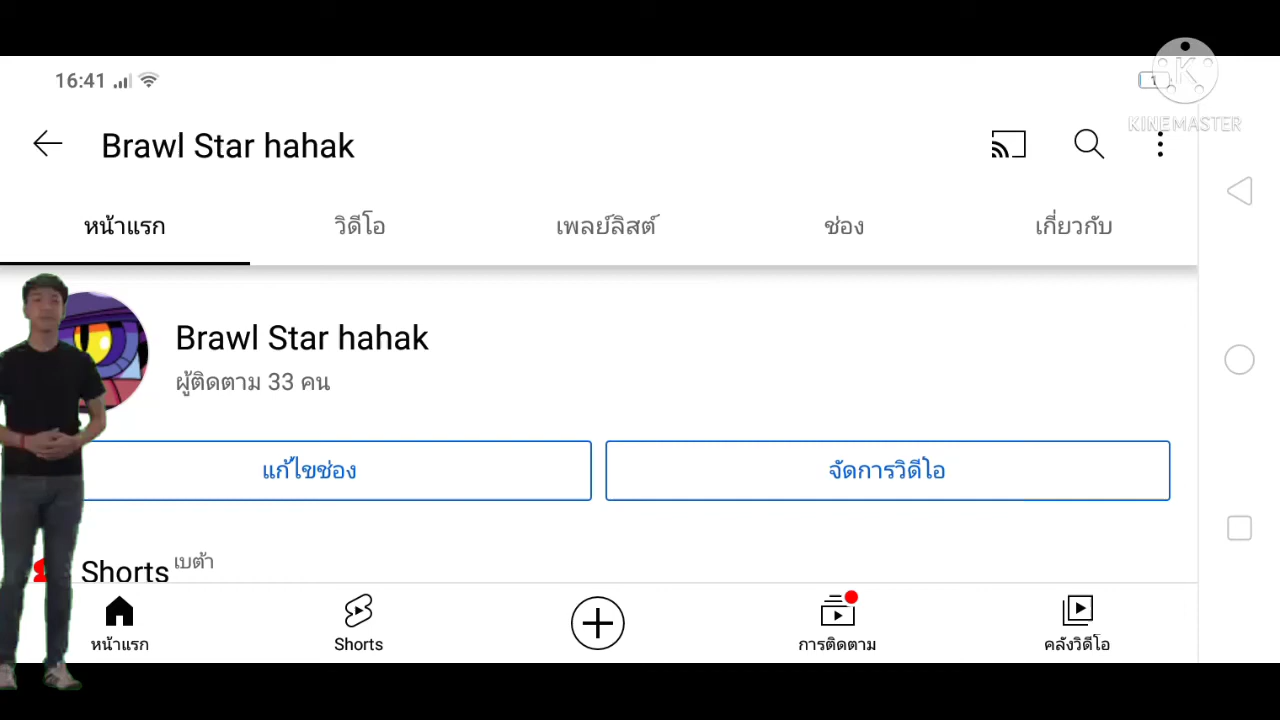 16:41
KINEMASTER
Brawl Star hahak
หน้าแรก วิดีโอ เพลย์ลิสต์ ช่อง เกี่ยวกับ
Brawl Star hahak
ผู้ติดตาม 33 คน
แก้ไขช่อง จัดการวิดีโอ
Shorts เบต้า
หน้าแรก Shorts การติดตาม คลังวิดีโอ